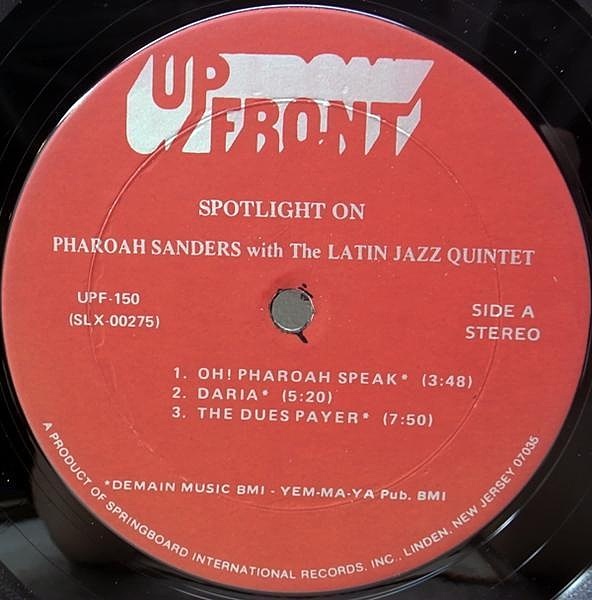 UP
FRONT
SPOTLIGHT ON
PHAROAH SANDERS with The LATIN JAZZ QUINTET
UPF-150
(SLX-00275)
SIDE A
STEREO
1. OH! PHAROAH SPEAK* (3:48)
2. DARIA* (5:20)
3. THE DUES PAYER* (7:50)
*DEMAIN MUSIC BMI - YEM-MA-YA Pub. BMI
A PRODUCT OF SPRINGBOARD INTERNATIONAL RECORDS, INC., LINDEN, NEW JERSEY 07036